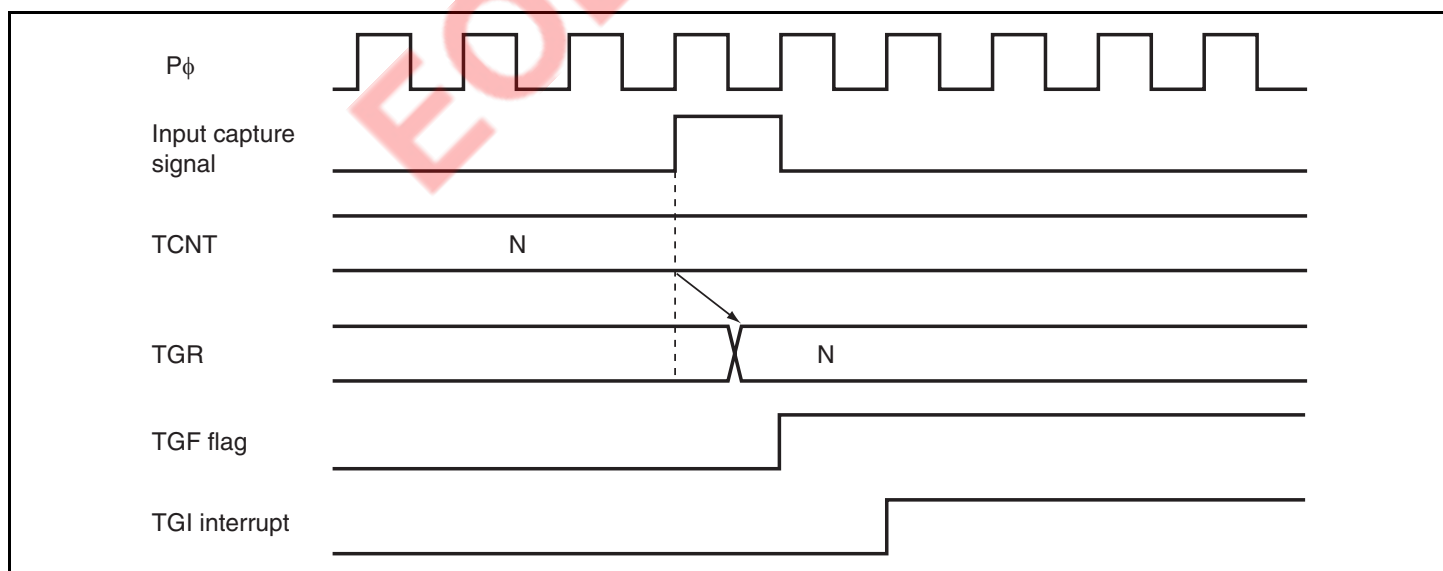 Pϕ
Input capture
signal
TCNT
N
TGR
N
TGF flag
TGI interrupt